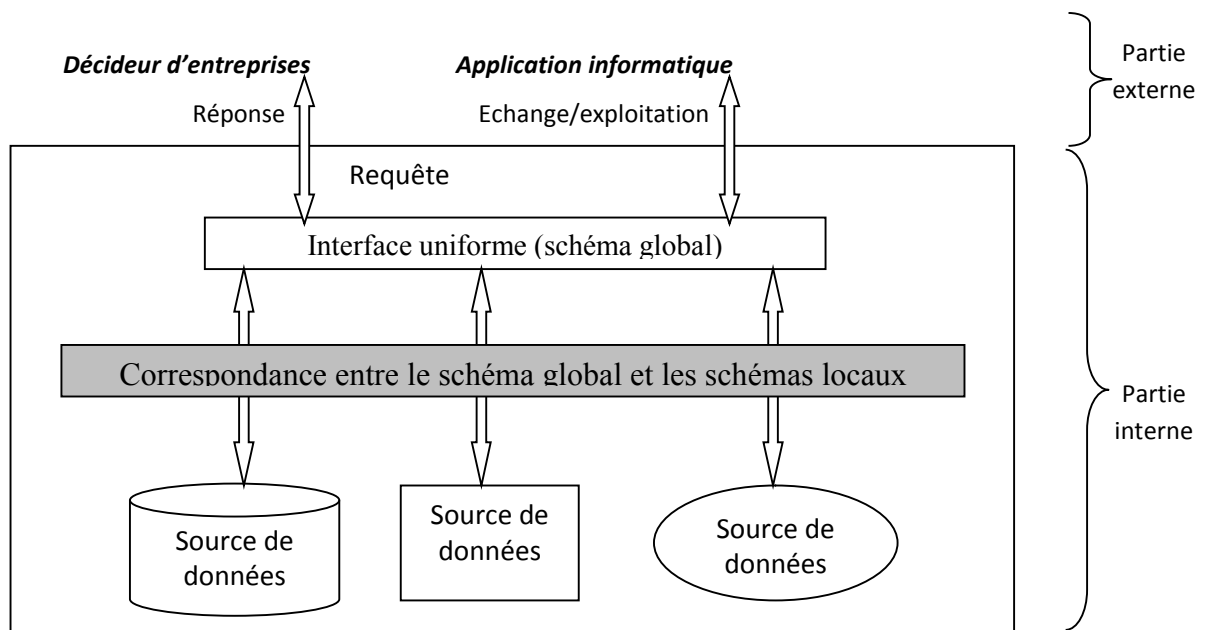 Décideur d'entreprises
Application informatique
Partie
externe
Réponse
Echange/exploitation
Requête
Interface uniforme (schéma global)
Correspondance entre le schéma global et les schémas locaux
Partie
interne
Source de
données
Source de
données
Source de
données